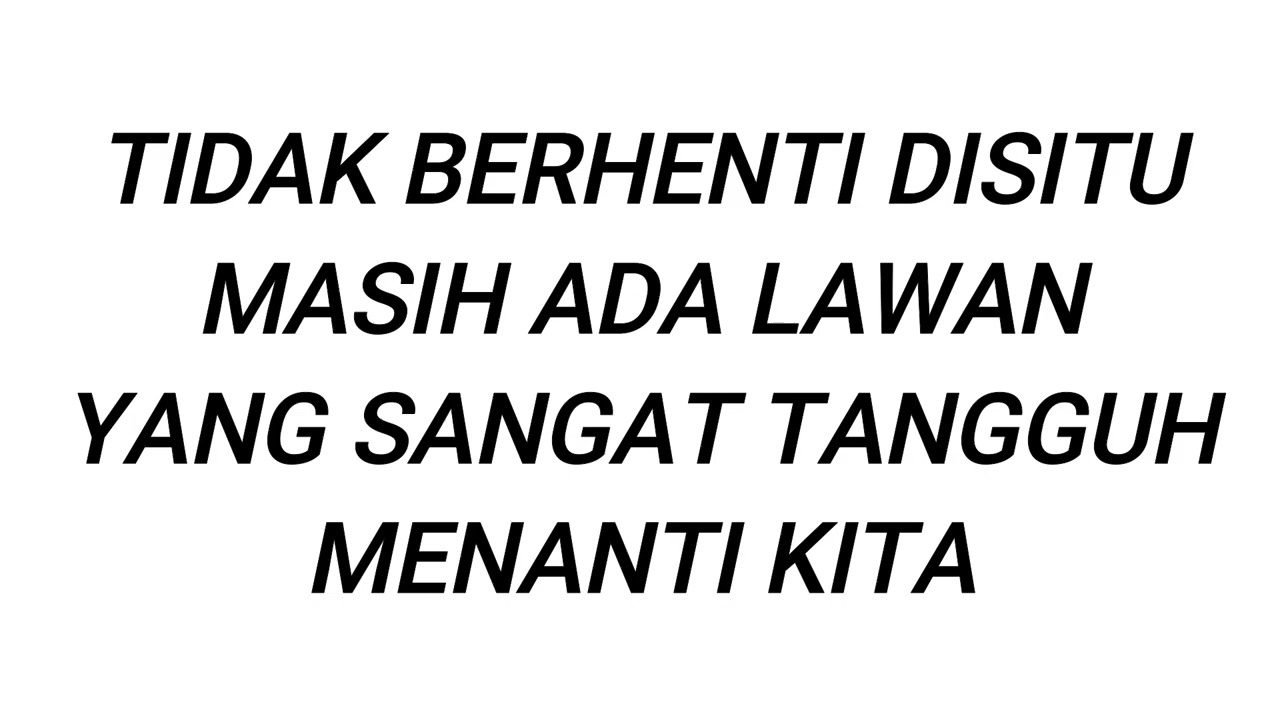 TIDAK BERHENTI DISITU
MASIH ADA LAWAN
YANG SANGAT TANGGUH
MENANTI KITA